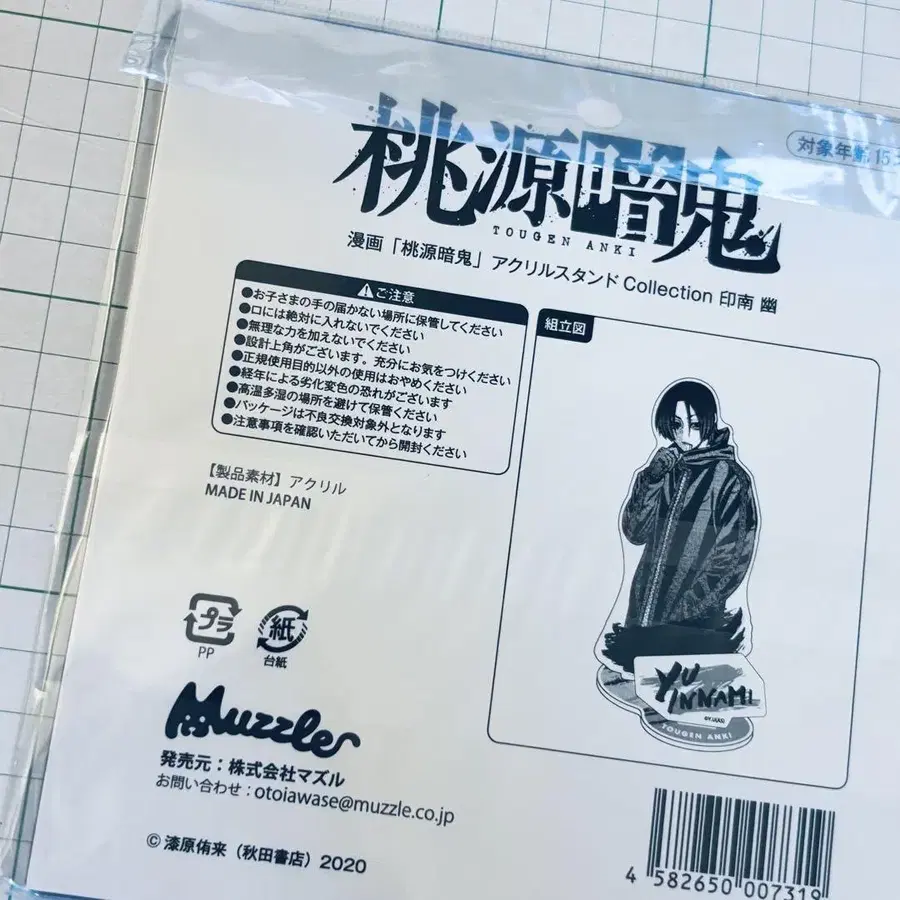 対象年齢 15
桃源暗鬼
TOUGEN ANKI
漫画「桃源暗鬼」アクリルスタンド Collection 印南 幽
ご注意
●お子さまの手の届かない場所に保管してください
●口には絶対に入れないでください
●無理な力を加えないでください
●設計上角がございます。充分にお気をつけください
●正規使用目的以外の使用はおやめください
●経年による劣化変色の恐れがございます
●高温多湿の場所を避けて保管ください
●パッケージは不良交換対象外となります
●注意事項を確認いただいてから開封ください
【製品素材】アクリル
MADE IN JAPAN
組立図
YU
INNAMI
TOUGEN ANKI
プラ
PP
紙
台紙
Muzzle
発売元：株式会社マズル
お問い合わせ：otoiawase@muzzle.co.jp
© 漆原侑来（秋田書店）2020
4 582650 007319